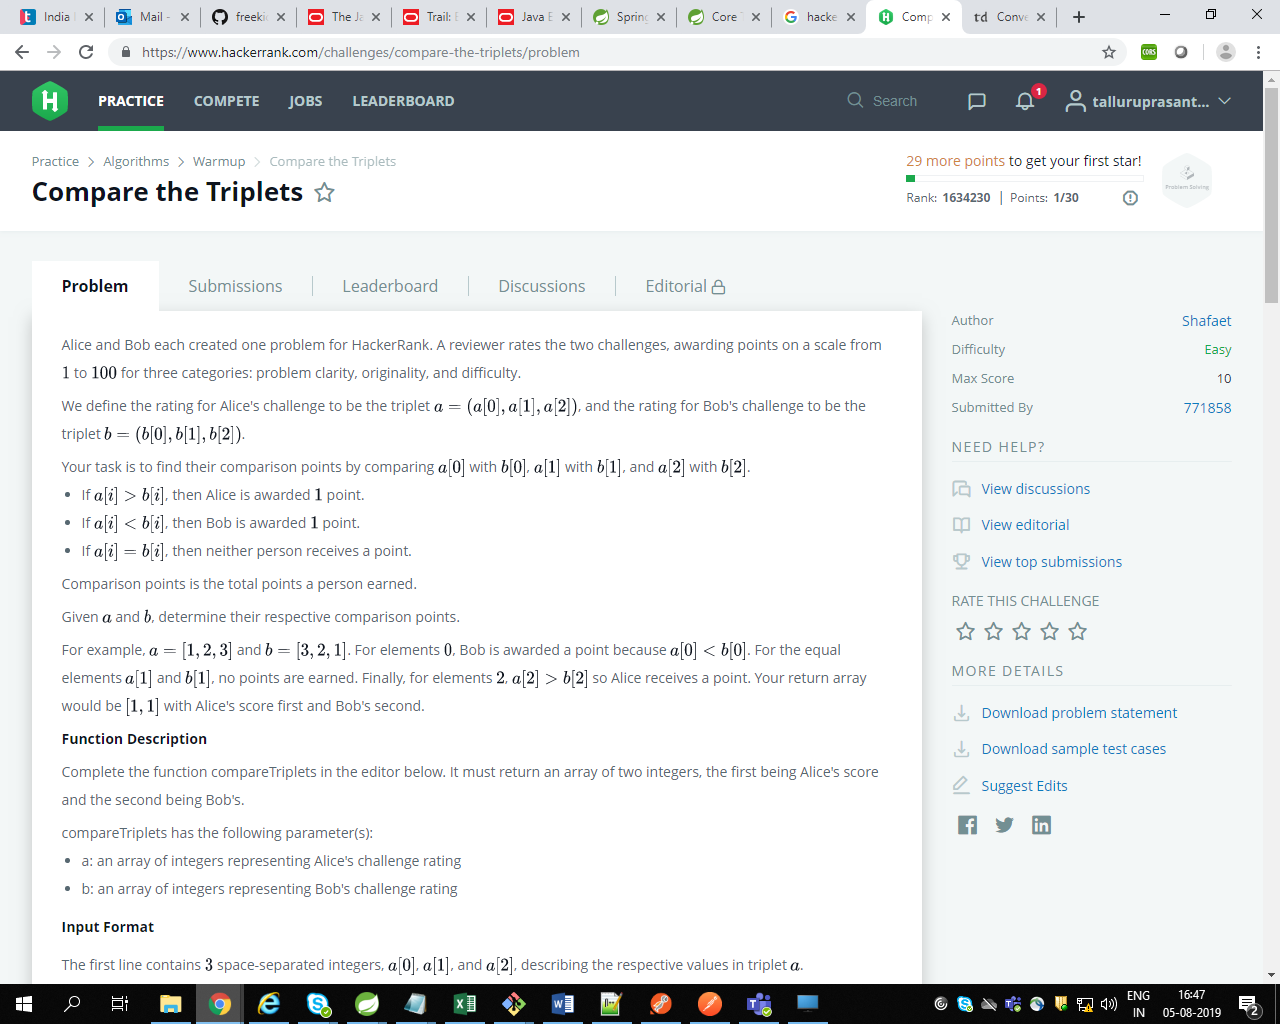 India
Mail -
freeki
The Ja
Trail: E
Java E
Spring
Core T
hacke
Comp
Conve
https://www.hackerrank.com/challenges/compare-the-triplets/problem
CORS
PRACTICE
COMPETE
JOBS
LEADERBOARD
Search
1
talluruprasant...
Practice > Algorithms > Warmup > Compare the Triplets
29 more points to get your first star!
Compare the Triplets
Problem Solving
Rank: 1634230 | Points: 1/30
Problem
Submissions
Leaderboard
Discussions
Editorial
Alice and Bob each created one problem for HackerRank. A reviewer rates the two challenges, awarding points on a scale from
1 to 100 for three categories: problem clarity, originality, and difficulty.
We define the rating for Alice's challenge to be the triplet a = (a[0], a[1], a[2]), and the rating for Bob's challenge to be the
triplet b = (b[0], b[1], b[2]).
Your task is to find their comparison points by comparing a[0] with b[0], a[1] with b[1], and a[2] with b[2].
• If a[i] > b[i], then Alice is awarded 1 point.
• If a[i] < b[i], then Bob is awarded 1 point.
• If a[i] = b[i], then neither person receives a point.
Comparison points is the total points a person earned.
Given a and b, determine their respective comparison points.
For example, a = [1, 2, 3] and b = [3, 2, 1]. For elements 0, Bob is awarded a point because a[0] < b[0]. For the equal
elements a[1] and b[1], no points are earned. Finally, for elements 2, a[2] > b[2] so Alice receives a point. Your return array
would be [1, 1] with Alice's score first and Bob's second.
Function Description
Complete the function compareTriplets in the editor below. It must return an array of two integers, the first being Alice's score
and the second being Bob's.
compareTriplets has the following parameter(s):
• a: an array of integers representing Alice's challenge rating
• b: an array of integers representing Bob's challenge rating
Input Format
The first line contains 3 space-separated integers, a[0], a[1], and a[2], describing the respective values in triplet a.
Author Shafaet
Difficulty Easy
Max Score 10
Submitted By 771858
NEED HELP?
View discussions
View editorial
View top submissions
RATE THIS CHALLENGE
MORE DETAILS
Download problem statement
Download sample test cases
Suggest Edits
ENG
IN
16:47
05-08-2019
2